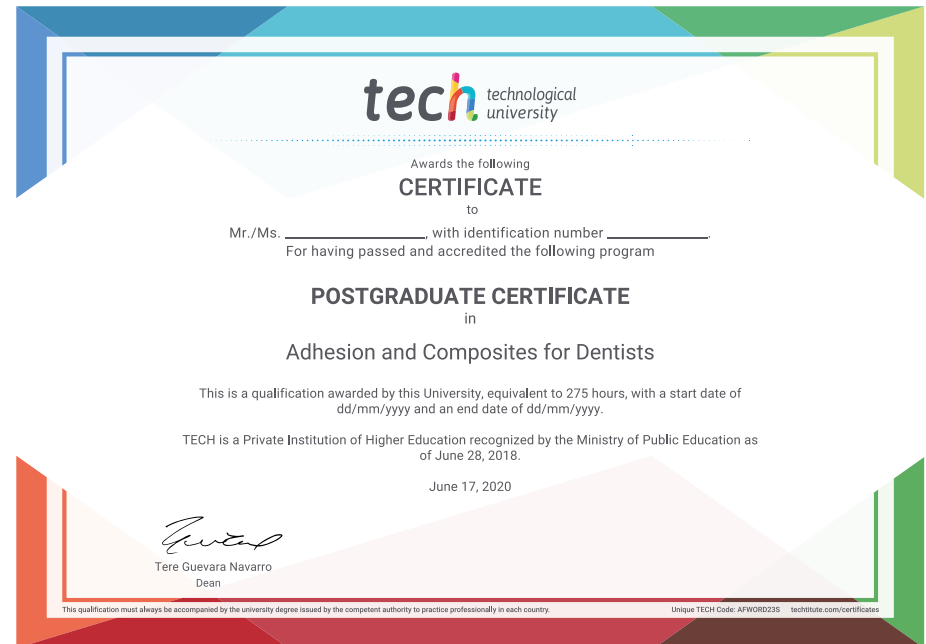 tech technological
university
Awards the following
CERTIFICATE
to
Mr./Ms. ____________, with identification number ____________.
For having passed and accredited the following program
POSTGRADUATE CERTIFICATE
in
Adhesion and Composites for Dentists
This is a qualification awarded by this University, equivalent to 275 hours, with a start date of
dd/mm/yyyy and an end date of dd/mm/yyyy.
TECH is a Private Institution of Higher Education recognized by the Ministry of Public Education as
of June 28, 2018.
June 17, 2020
Tere Guevara Navarro
Dean
This qualification must always be accompanied by the university degree issued by the competent authority to practice professionally in each country.
Unique TECH Code: AFWORD23S techtitute.com/certificates